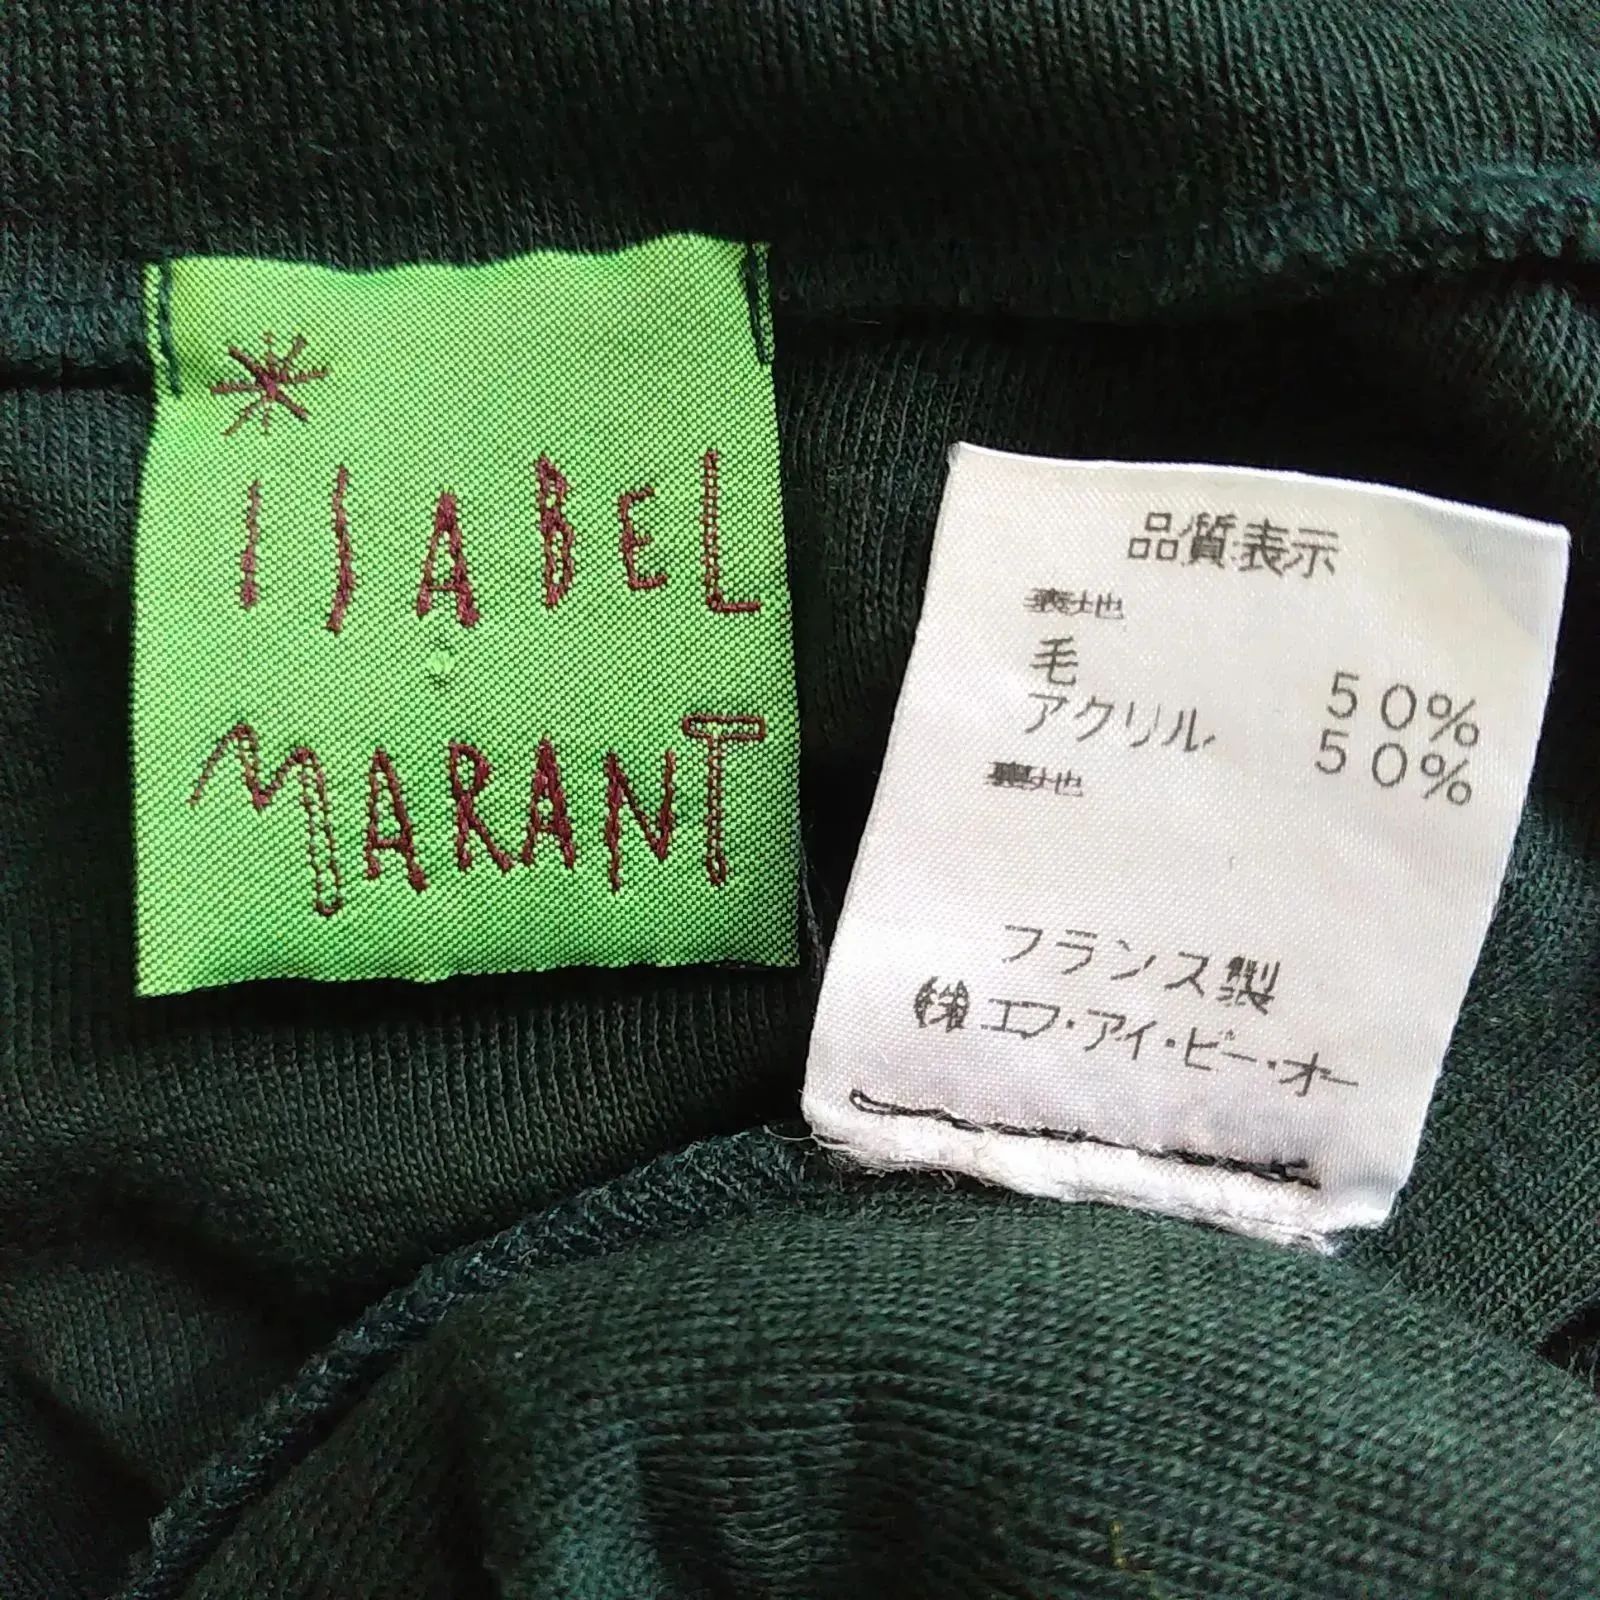 ISABEL
MARANT
品質表示
表地
毛 50%
アクリル 50%
裏地
フランス製
㈱エフ・アイ・ビー・オー